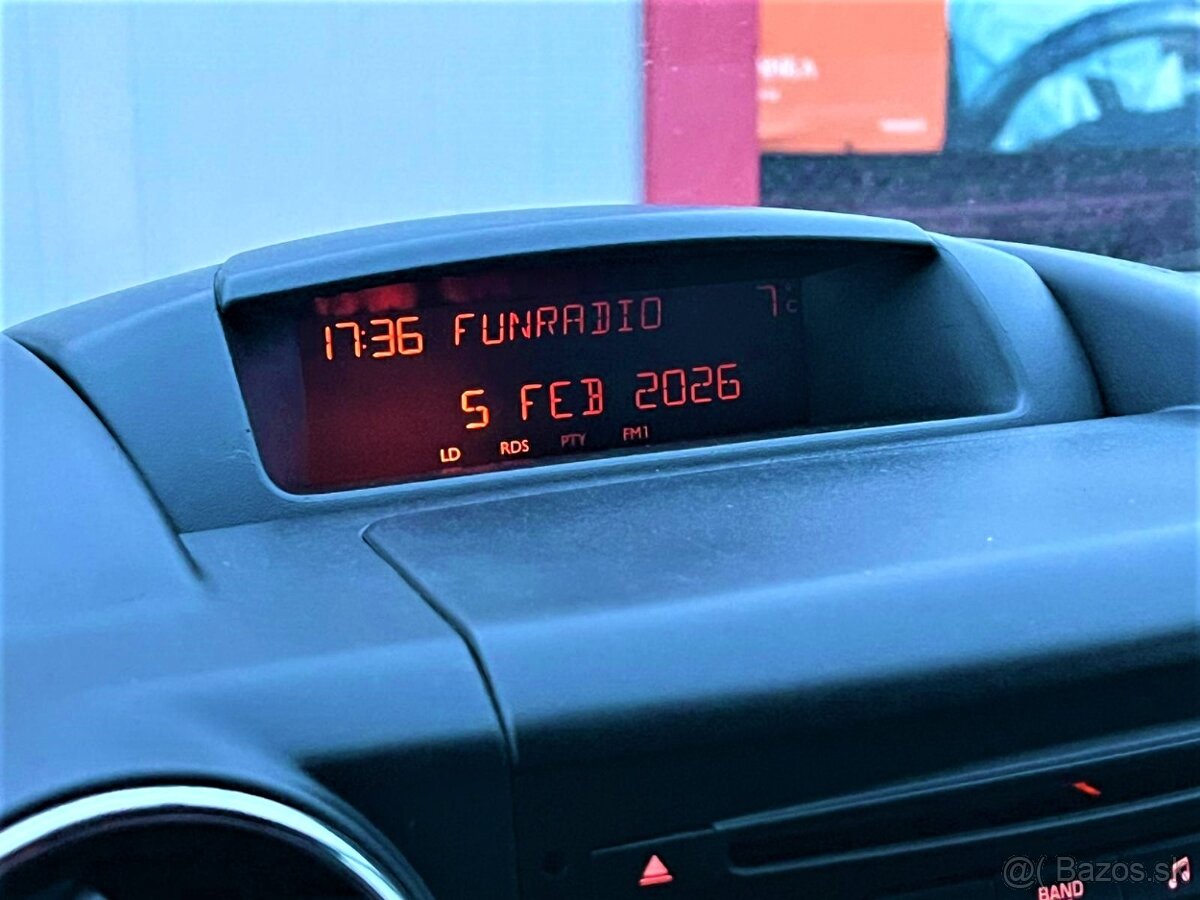 17:36 FUNRADIO 7°C
5 FEB 2026
LD RDS PTY FM1
BAND
@( Bazos.sk